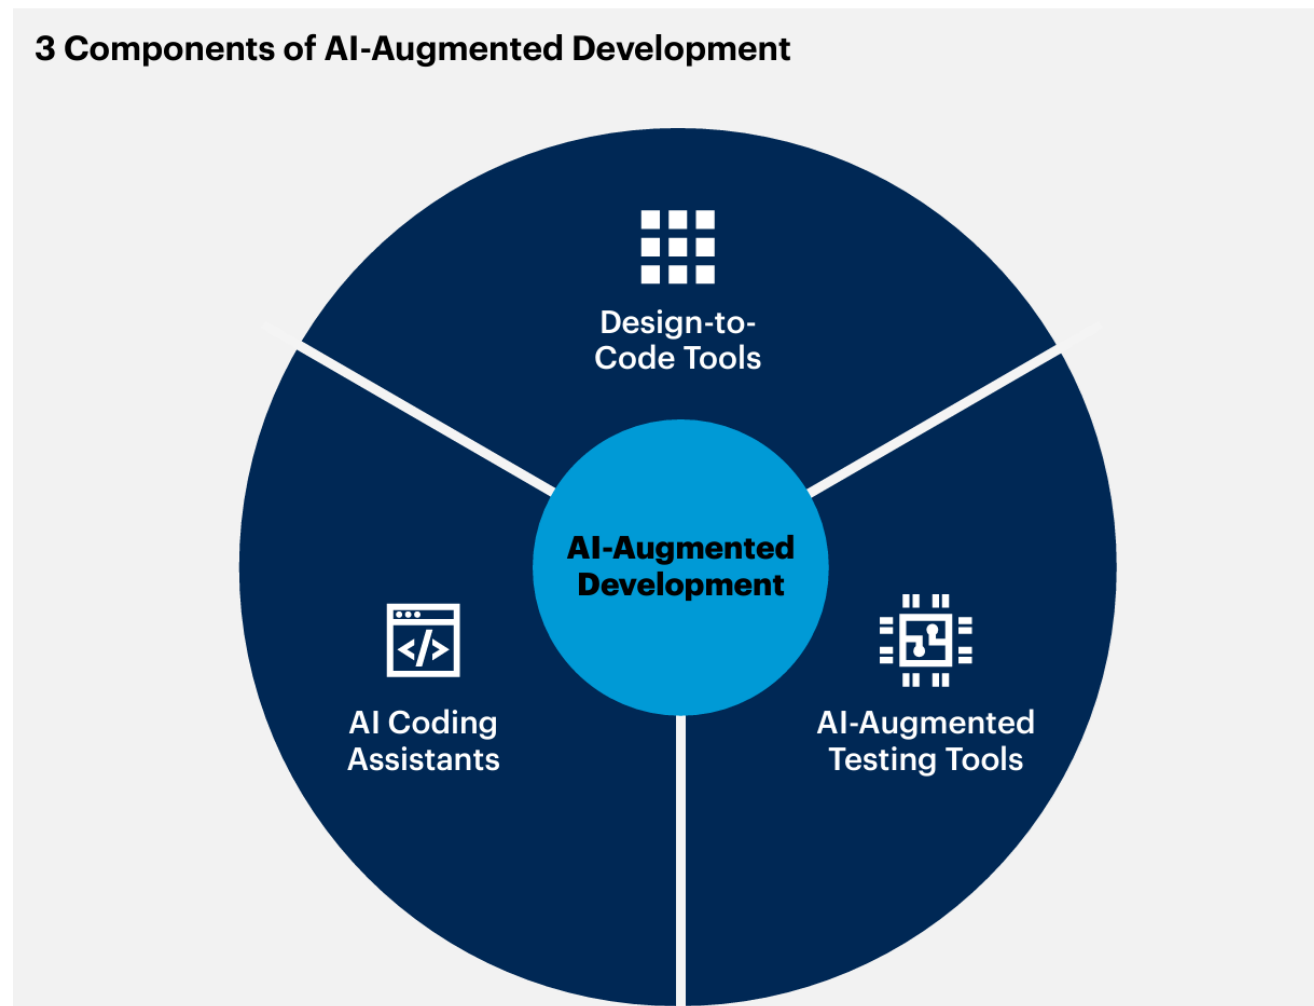 3 Components of AI-Augmented Development
Design-to-
Code Tools
AI-Augmented
Development
</>
AI Coding
Assistants
AI-Augmented
Testing Tools